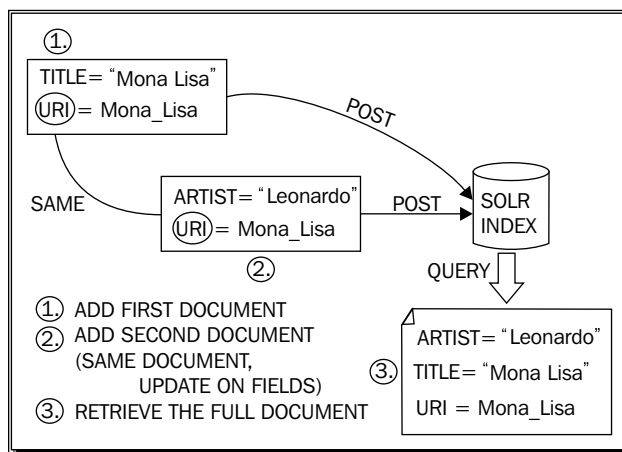 1.
TITLE= “Mona Lisa”
URI = Mona_Lisa
POST
SAME
ARTIST= “Leonardo”
URI = Mona_Lisa
POST
SOLR
INDEX
2.
QUERY
1. ADD FIRST DOCUMENT
2. ADD SECOND DOCUMENT
(SAME DOCUMENT,
UPDATE ON FIELDS)
3. RETRIEVE THE FULL DOCUMENT
3.
ARTIST= “Leonardo”
TITLE= “Mona Lisa”
URI = Mona_Lisa